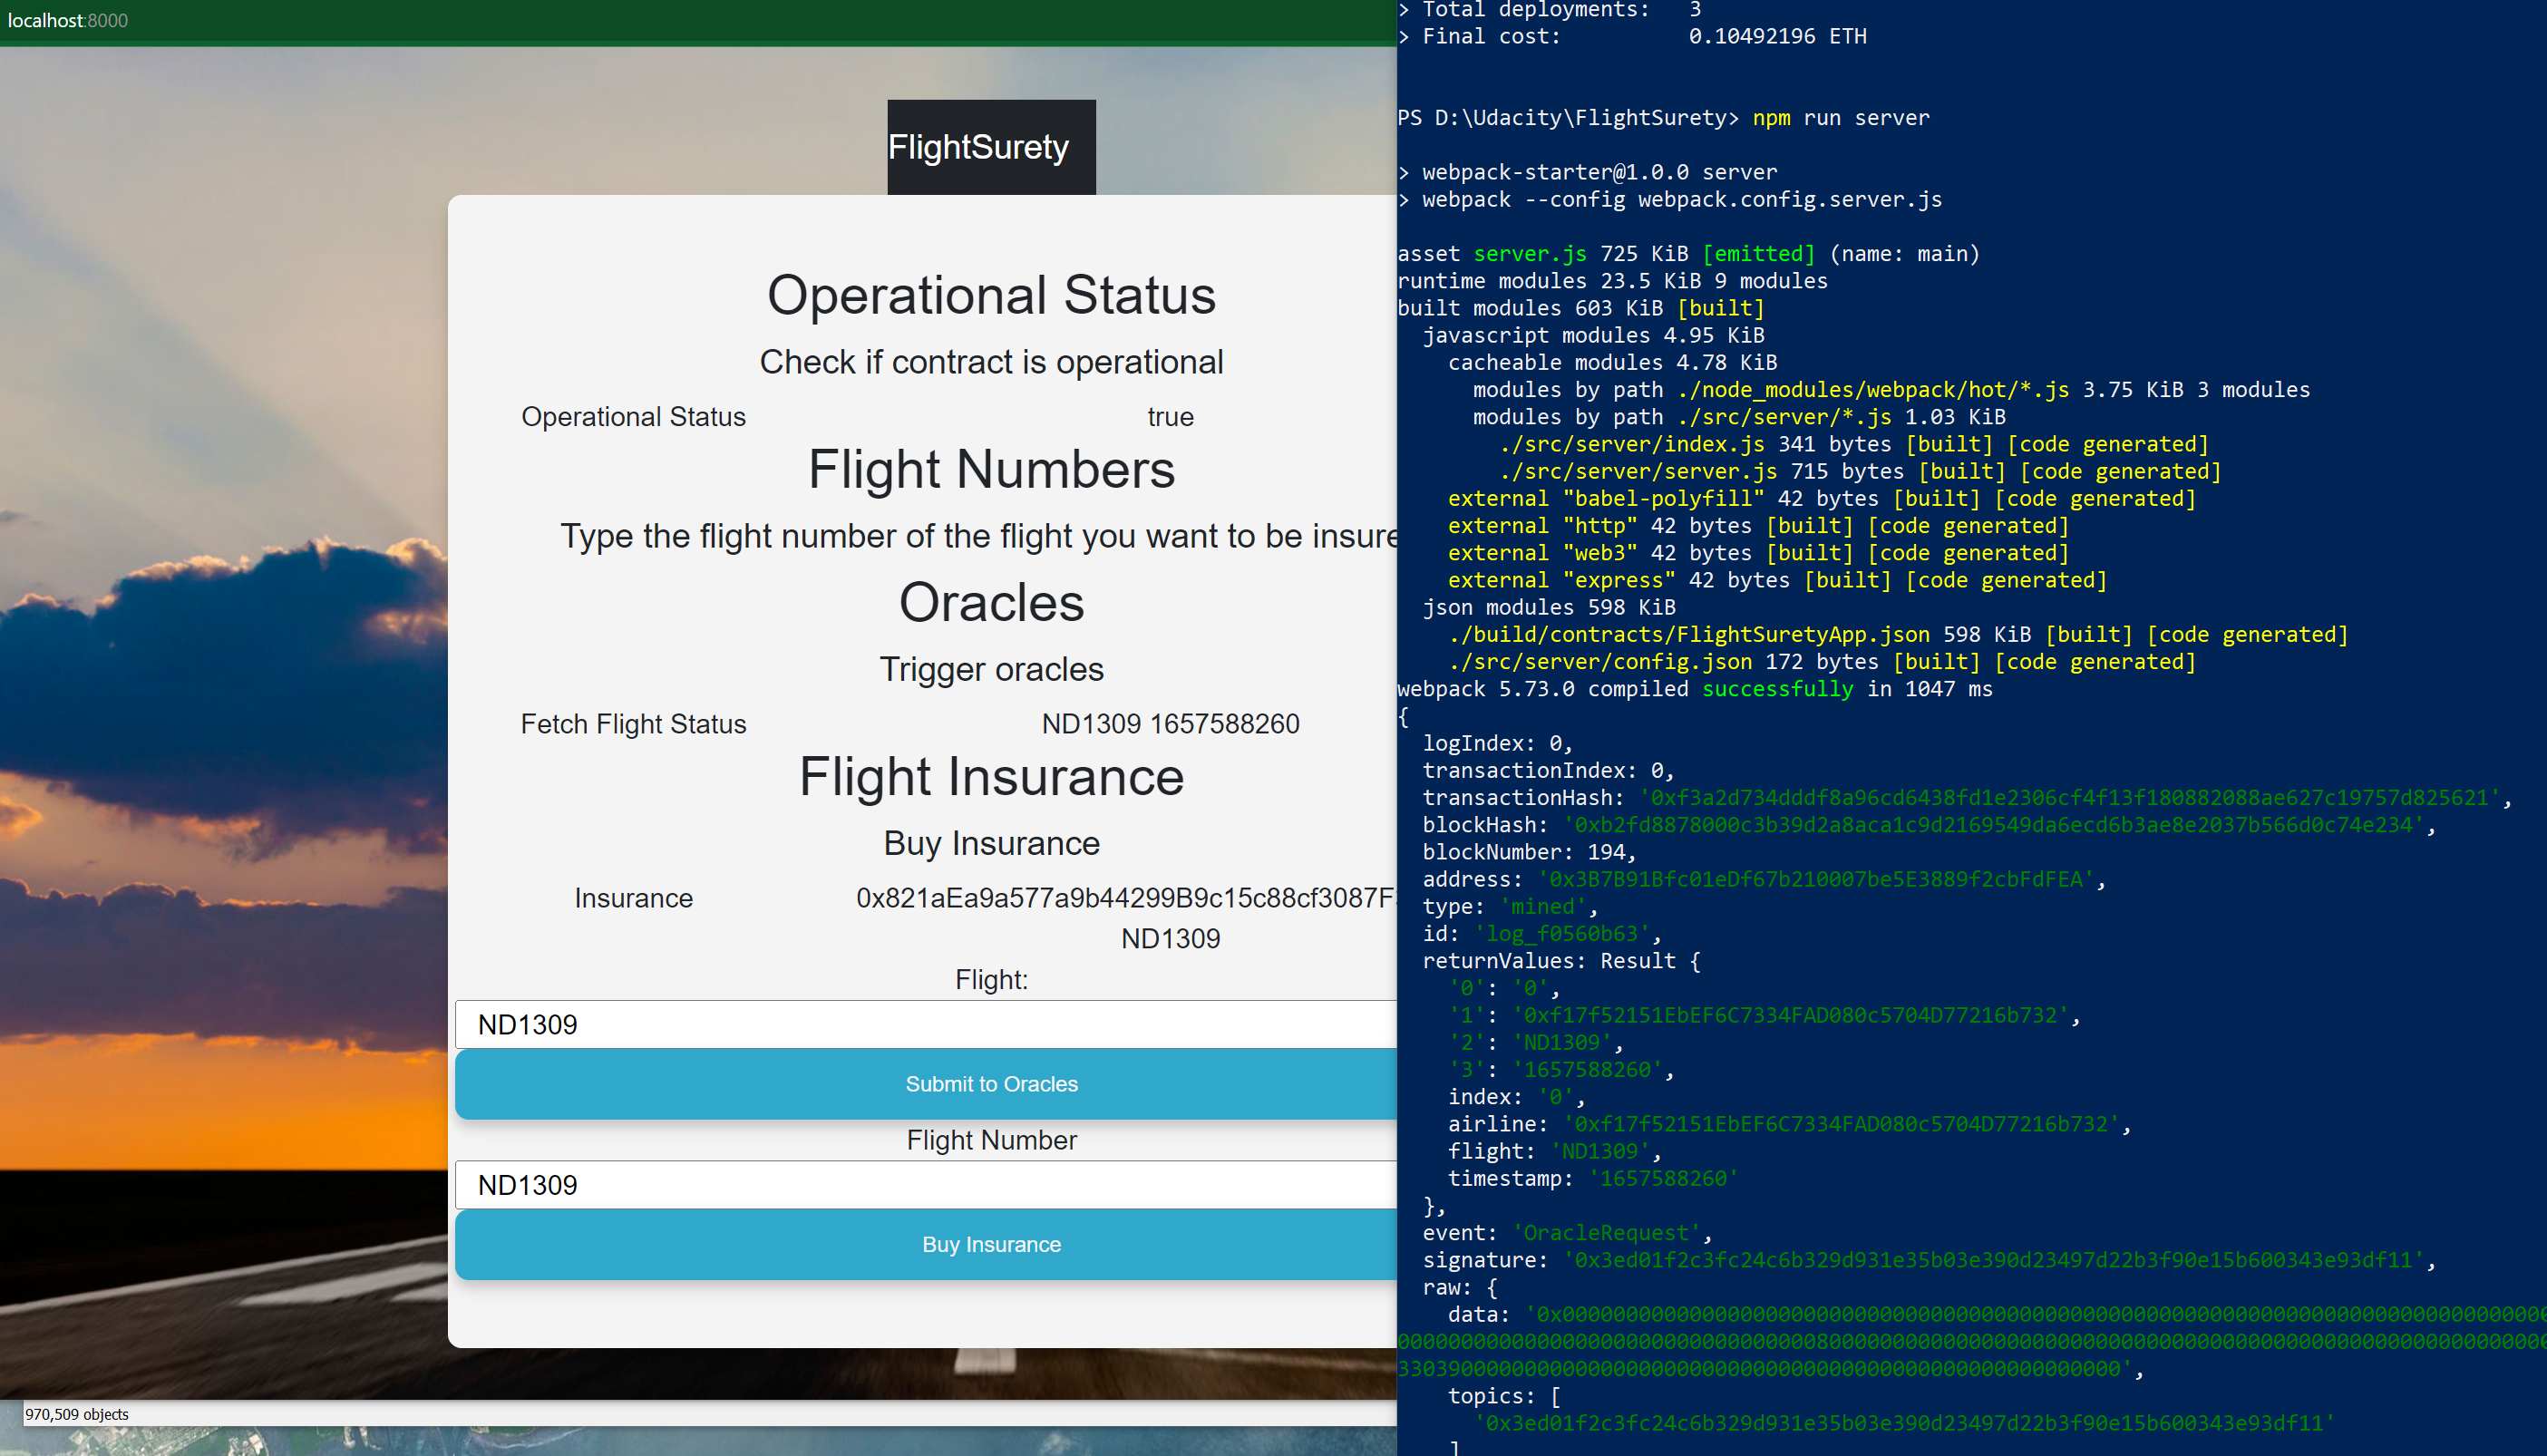 localhost:8000
FlightSurety
Operational Status
Check if contract is operational
Operational Status true
Flight Numbers
Type the flight number of the flight you want to be
Oracles
Trigger oracles
Fetch Flight Status ND1309 1657588260
Flight Insurance
Buy Insurance
Insurance 0x821aEa9a577a9b44299B9c15c88cf3087F
ND1309
Flight:
ND1309
Submit to Oracles
Flight Number
ND1309
Buy Insurance
970,509 objects
> Total deployments: 3
> Final cost: 0.10492196 ETH
PS D:\Udacity\FlightSurety> npm run server
> webpack-starter@1.0.0 server
> webpack --config webpack.config.server.js
asset server.js 725 KiB [emitted] (name: main)
runtime modules 23.5 KiB 9 modules
built modules 603 KiB [built]
javascript modules 4.95 KiB
cacheable modules 4.78 KiB
modules by path ./node_modules/webpack/hot/*.js 3.75 KiB 3 modules
modules by path ./src/server/*.js 1.03 KiB
./src/server/index.js 341 bytes [built] [code generated]
./src/server/server.js 715 bytes [built] [code generated]
external "babel-polyfill" 42 bytes [built] [code generated]
external "http" 42 bytes [built] [code generated]
external "web3" 42 bytes [built] [code generated]
external "express" 42 bytes [built] [code generated]
json modules 598 KiB
./build/contracts/FlightSuretyApp.json 598 KiB [built] [code generated]
./src/server/config.json 172 bytes [built] [code generated]
webpack 5.73.0 compiled successfully in 1047 ms
{
logIndex: 0,
transactionIndex: 0,
transactionHash: '0xf3a2d734dddf8a96cd6438fd1e2306cf4f13f180882088ae627c19757d825621',
blockHash: '0xb2fd8878000c3b39d2a8aca1c9d2169549da6ecd6b3ae8e2037b566d0c74e234',
blockNumber: 194,
address: '0x3B7B91Bfc01eDf67b210007be5E3889f2cbFdFEA',
type: 'mined',
id: 'log_f0560b63',
returnValues: Result {
'0': '0',
'1': '0xf17f52151EbEF6C7334FAD080c5704D77216b732',
'2': 'ND1309',
'3': '1657588260',
index: '0',
airline: '0xf17f52151EbEF6C7334FAD080c5704D77216b732',
flight: 'ND1309',
timestamp: '1657588260'
},
event: 'OracleRequest',
signature: '0x3ed01f2c3fc24c6b329d931e35b03e390d23497d22b3f90e15b600343e93df11',
raw: {
data:
topics: [
'0x3ed01f2c3fc24c6b329d931e35b03e390d23497d22b3f90e15b600343e93df11'
]